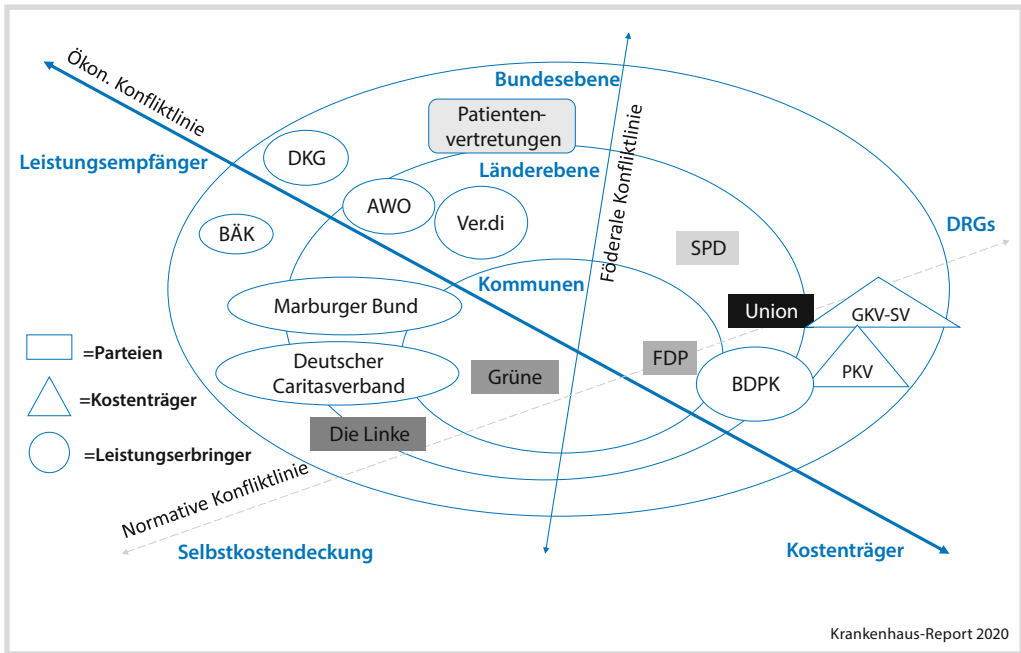 Ökon. Konfliktlinie
Bundesebene
Patienten-
vertretungen
Föderale Konfliktlinie
Leistungsempfänger
DKG
Länderebene
AWO
Ver.di
BÄK
SPD
DRGs
Kommunen
Marburger Bund
Union
GKV-SV
=Parteien
Deutscher
Caritasverband
Grüne
FDP
BDPK
PKV
=Kostenträger
Die Linke
=Leistungserbringer
Normative Konfliktlinie
Selbstkostendeckung
Kostenträger
Krankenhaus-Report 2020